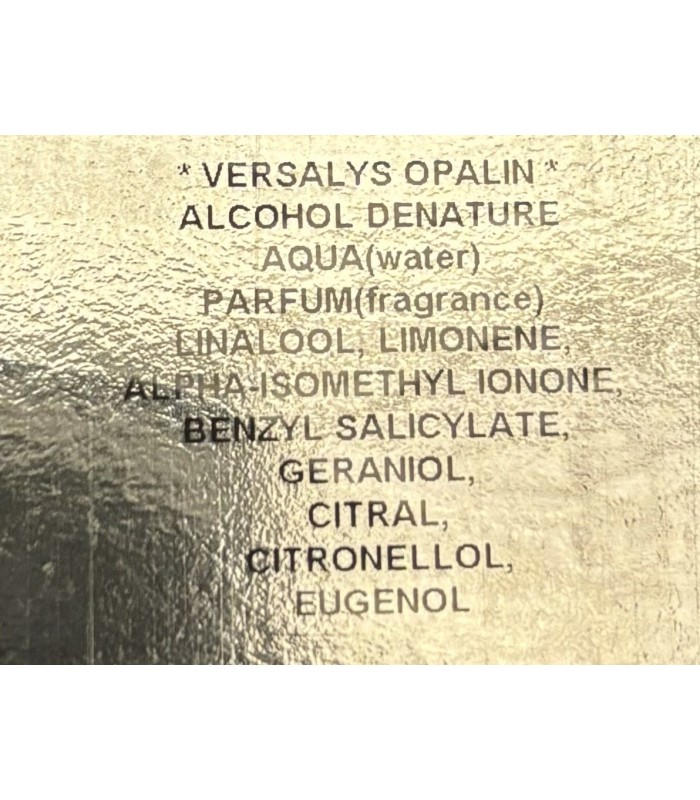 * VERSALYS OPALIN *
ALCOHOL DENATURE
AQUA(water)
PARFUM(fragrance)
LINALOOL, LIMONENE,
ALPHA-ISOMETHYL IONONE,
BENZYL SALICYLATE,
GERANIOL,
CITRAL,
CITRONELLOL,
EUGENOL